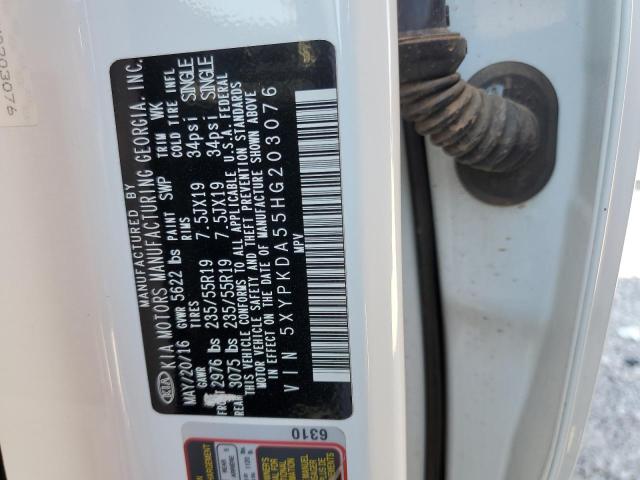 MANUFACTURED BY
KIA KIA MOTORS MANUFACTURING GEORGIA, INC.
MAY/20/16 GVWR 5622 lbs PAINT SWP TRIM WK
GAWR TIRES RIMS COLD TIRE INFL
2976 lbs 235/55R19 7.5JX19 34psi SINGLE
REAR 3075 lbs 235/55R19 7.5JX19 34psi SINGLE
THIS VEHICLE CONFORMS TO ALL APPLICABLE U.S.A. FEDERAL
MOTOR VEHICLE SAFETY AND THEFT PREVENTION STANDARDS
IN EFFECT ON THE DATE OF MANUFACTURE SHOWN ABOVE
VIN 5XYPKDA55HG203076
MPV
6310
203076